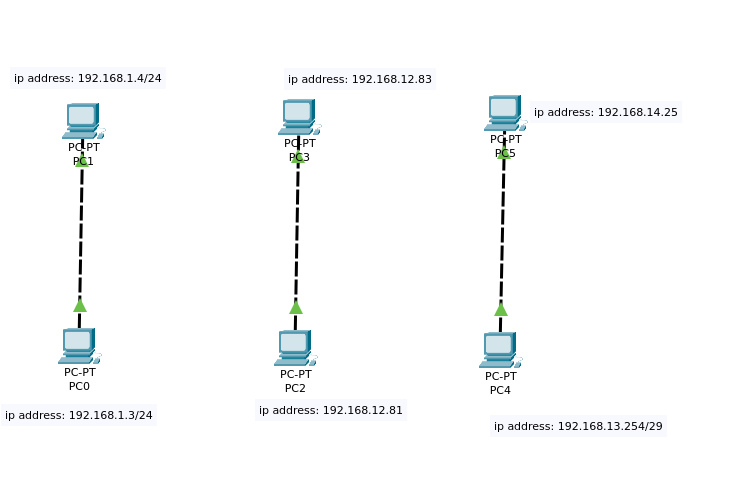 ip address: 192.168.1.4/24
ip address: 192.168.12.83
ip address: 192.168.14.25
PC-PT
PC1
PC-PT
PC3
PC-PT
PC5
PC-PT
PC0
PC-PT
PC2
PC-PT
PC4
ip address: 192.168.1.3/24
ip address: 192.168.12.81
ip address: 192.168.13.254/29